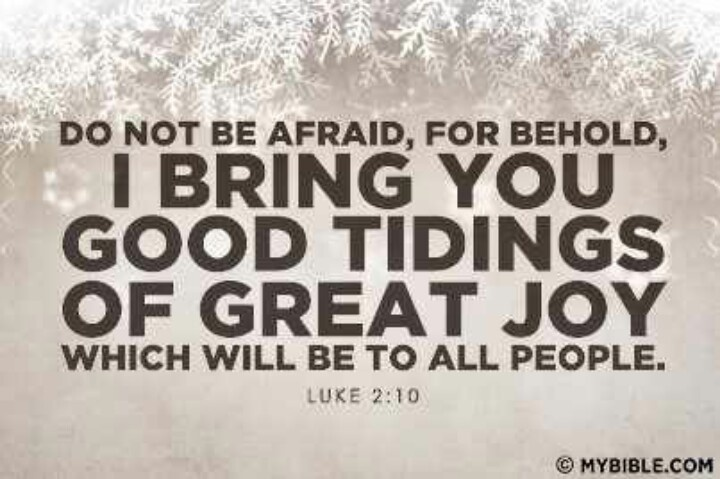 DO NOT BE AFRAID, FOR BEHOLD,
I BRING YOU
GOOD TIDINGS
OF GREAT JOY
WHICH WILL BE TO ALL PEOPLE.
LUKE 2:10
© MYBIBLE.COM